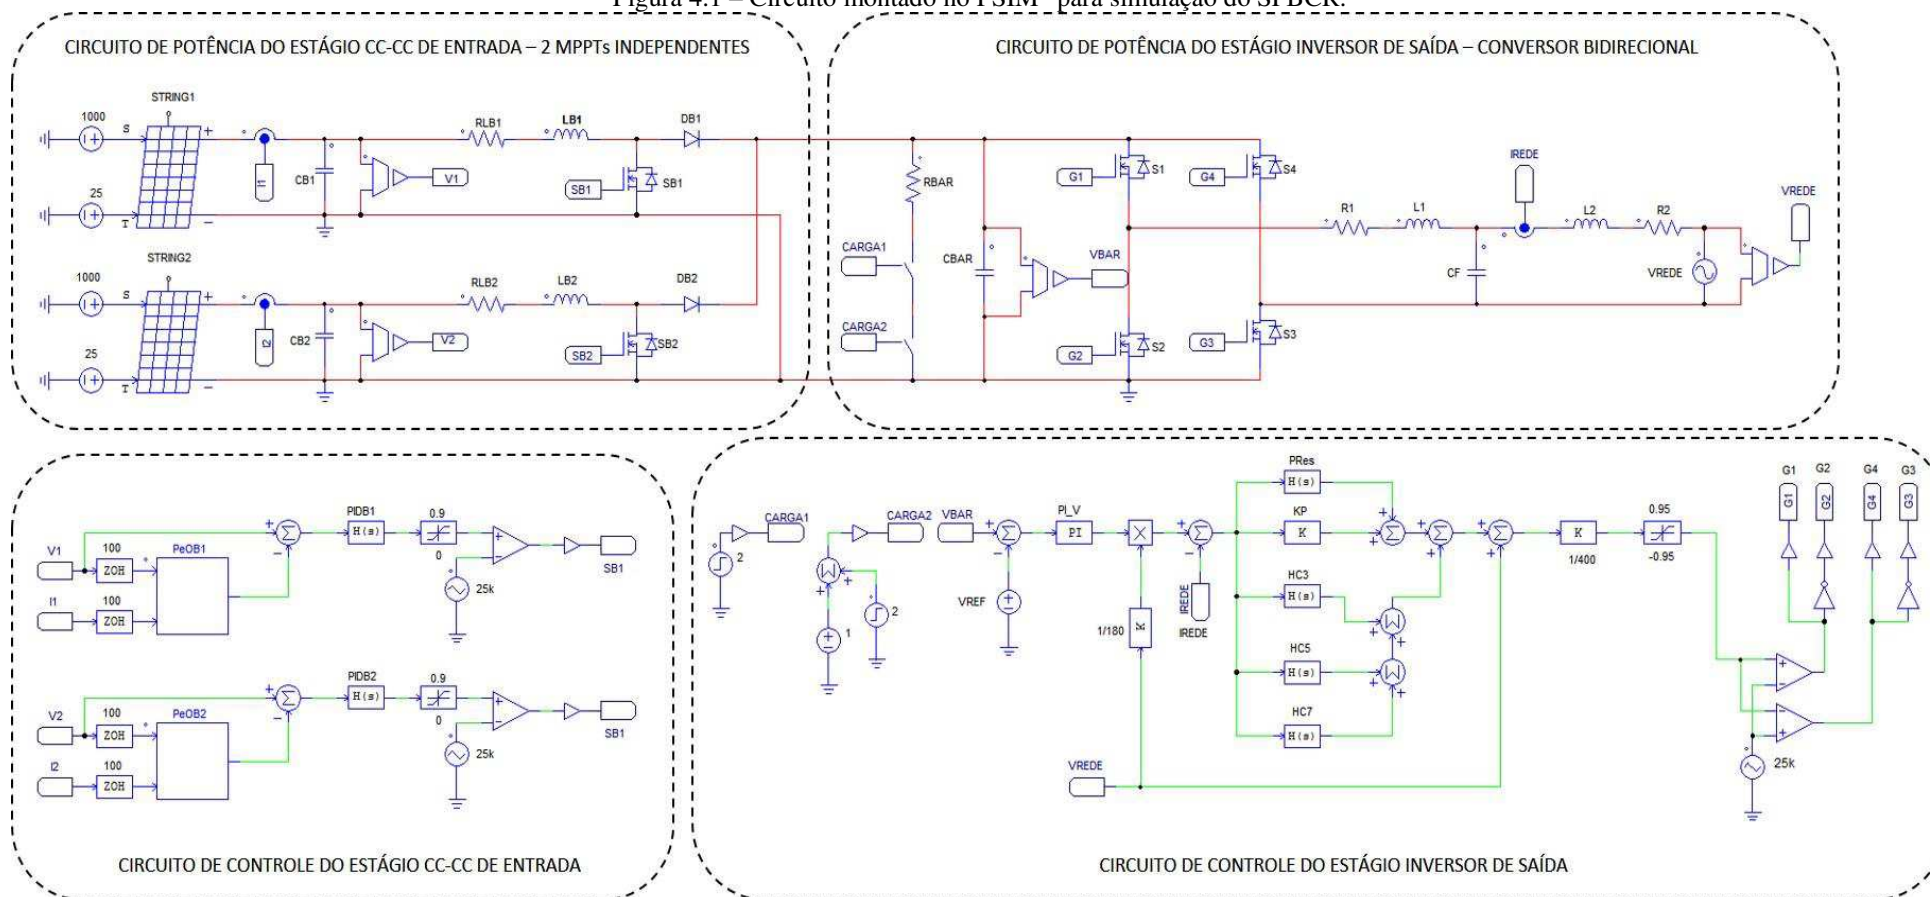 Figura 4.1 – Circuito montado no PSIM para simulação do SFBCR.
CIRCUITO DE POTÊNCIA DO ESTÁGIO CC-CC DE ENTRADA – 2 MPPTs INDEPENDENTES
STRING1
1000
S
+
I1
CB1
V1
RLB1
LB1
DB1
SB1
SB1
25
T
−
STRING2
1000
S
+
I2
CB2
V2
RLB2
LB2
DB2
SB2
SB2
25
T
−
CIRCUITO DE POTÊNCIA DO ESTÁGIO INVERSOR DE SAÍDA – CONVERSOR BIDIRECIONAL
RBAR
CARGA1
CARGA2
CBAR
VBAR
G1
S1
G4
S4
G2
S2
G3
S3
R1
L1
IREDE
L2
R2
CF
VREDE
VREDE
V1
100
ZOH
I1
100
ZOH
PeOB1
+
−
PIDB1
H(s)
0.9
0
+
−
25k
SB1
V2
100
ZOH
I2
100
ZOH
PeOB2
+
−
PIDB2
H(s)
0.9
0
+
−
25k
SB1
CIRCUITO DE CONTROLE DO ESTÁGIO CC-CC DE ENTRADA
2
CARGA1
CARGA2
Σ
+
+
1
2
VBAR
+
Σ
−
VREF
PI_V
PI
X
1/180
K
+
Σ
−
IREDE
IREDE
PRes
H(s)
KP
K
HC3
H(s)
HC5
H(s)
HC7
H(s)
VREDE
K
1/400
0.95
-0.95
G1
G2
G4
G3
G1
G2
G4
G3
+
−
−
+
25k
CIRCUITO DE CONTROLE DO ESTÁGIO INVERSOR DE SAÍDA